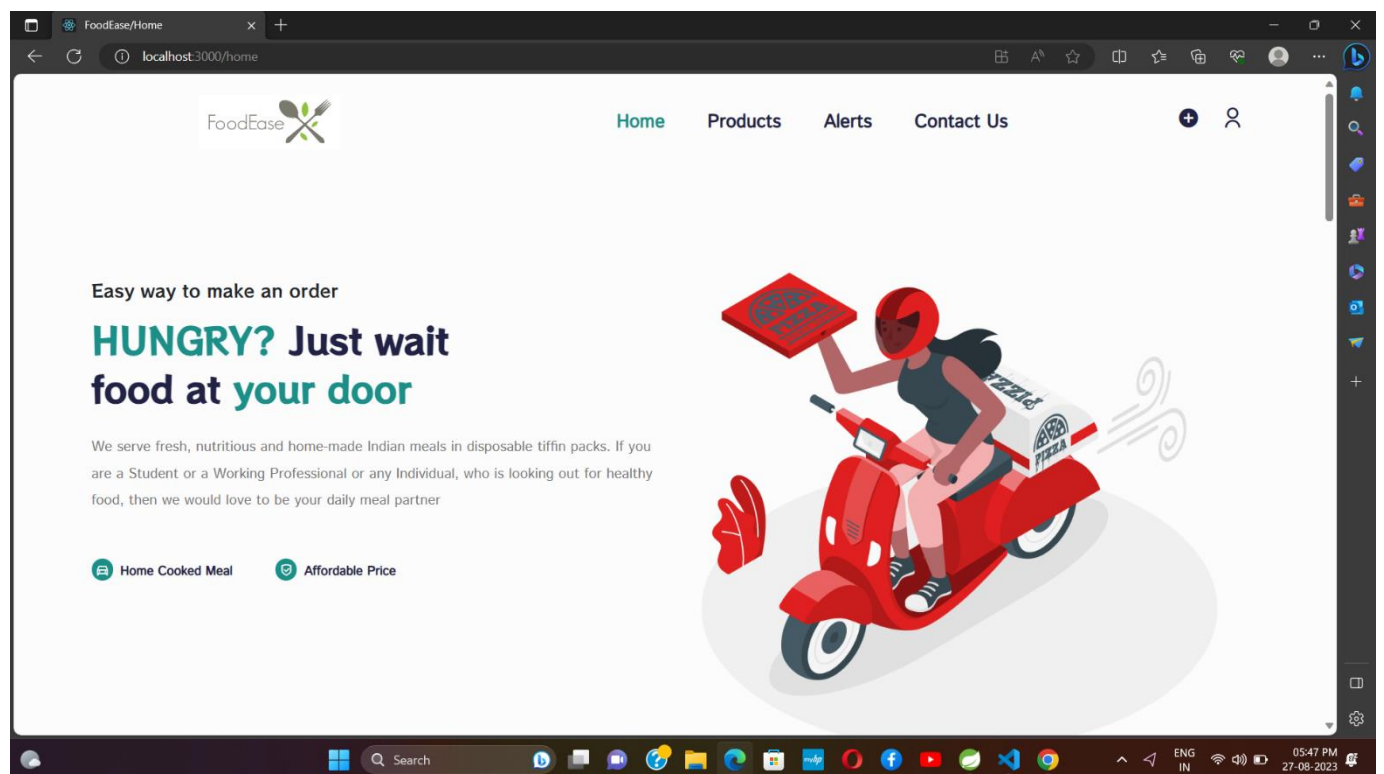 FoodEase/Home
localhost:3000/home
FoodEase
Home Products Alerts Contact Us
Easy way to make an order
HUNGRY? Just wait
food at your door
We serve fresh, nutritious and home-made Indian meals in disposable tiffin packs. If you
are a Student or a Working Professional or any Individual, who is looking out for healthy
food, then we would love to be your daily meal partner
Home Cooked Meal Affordable Price
PIZZA
PIZZA
PIZZA
Search
ENG
IN
05:47 PM
27-08-2023